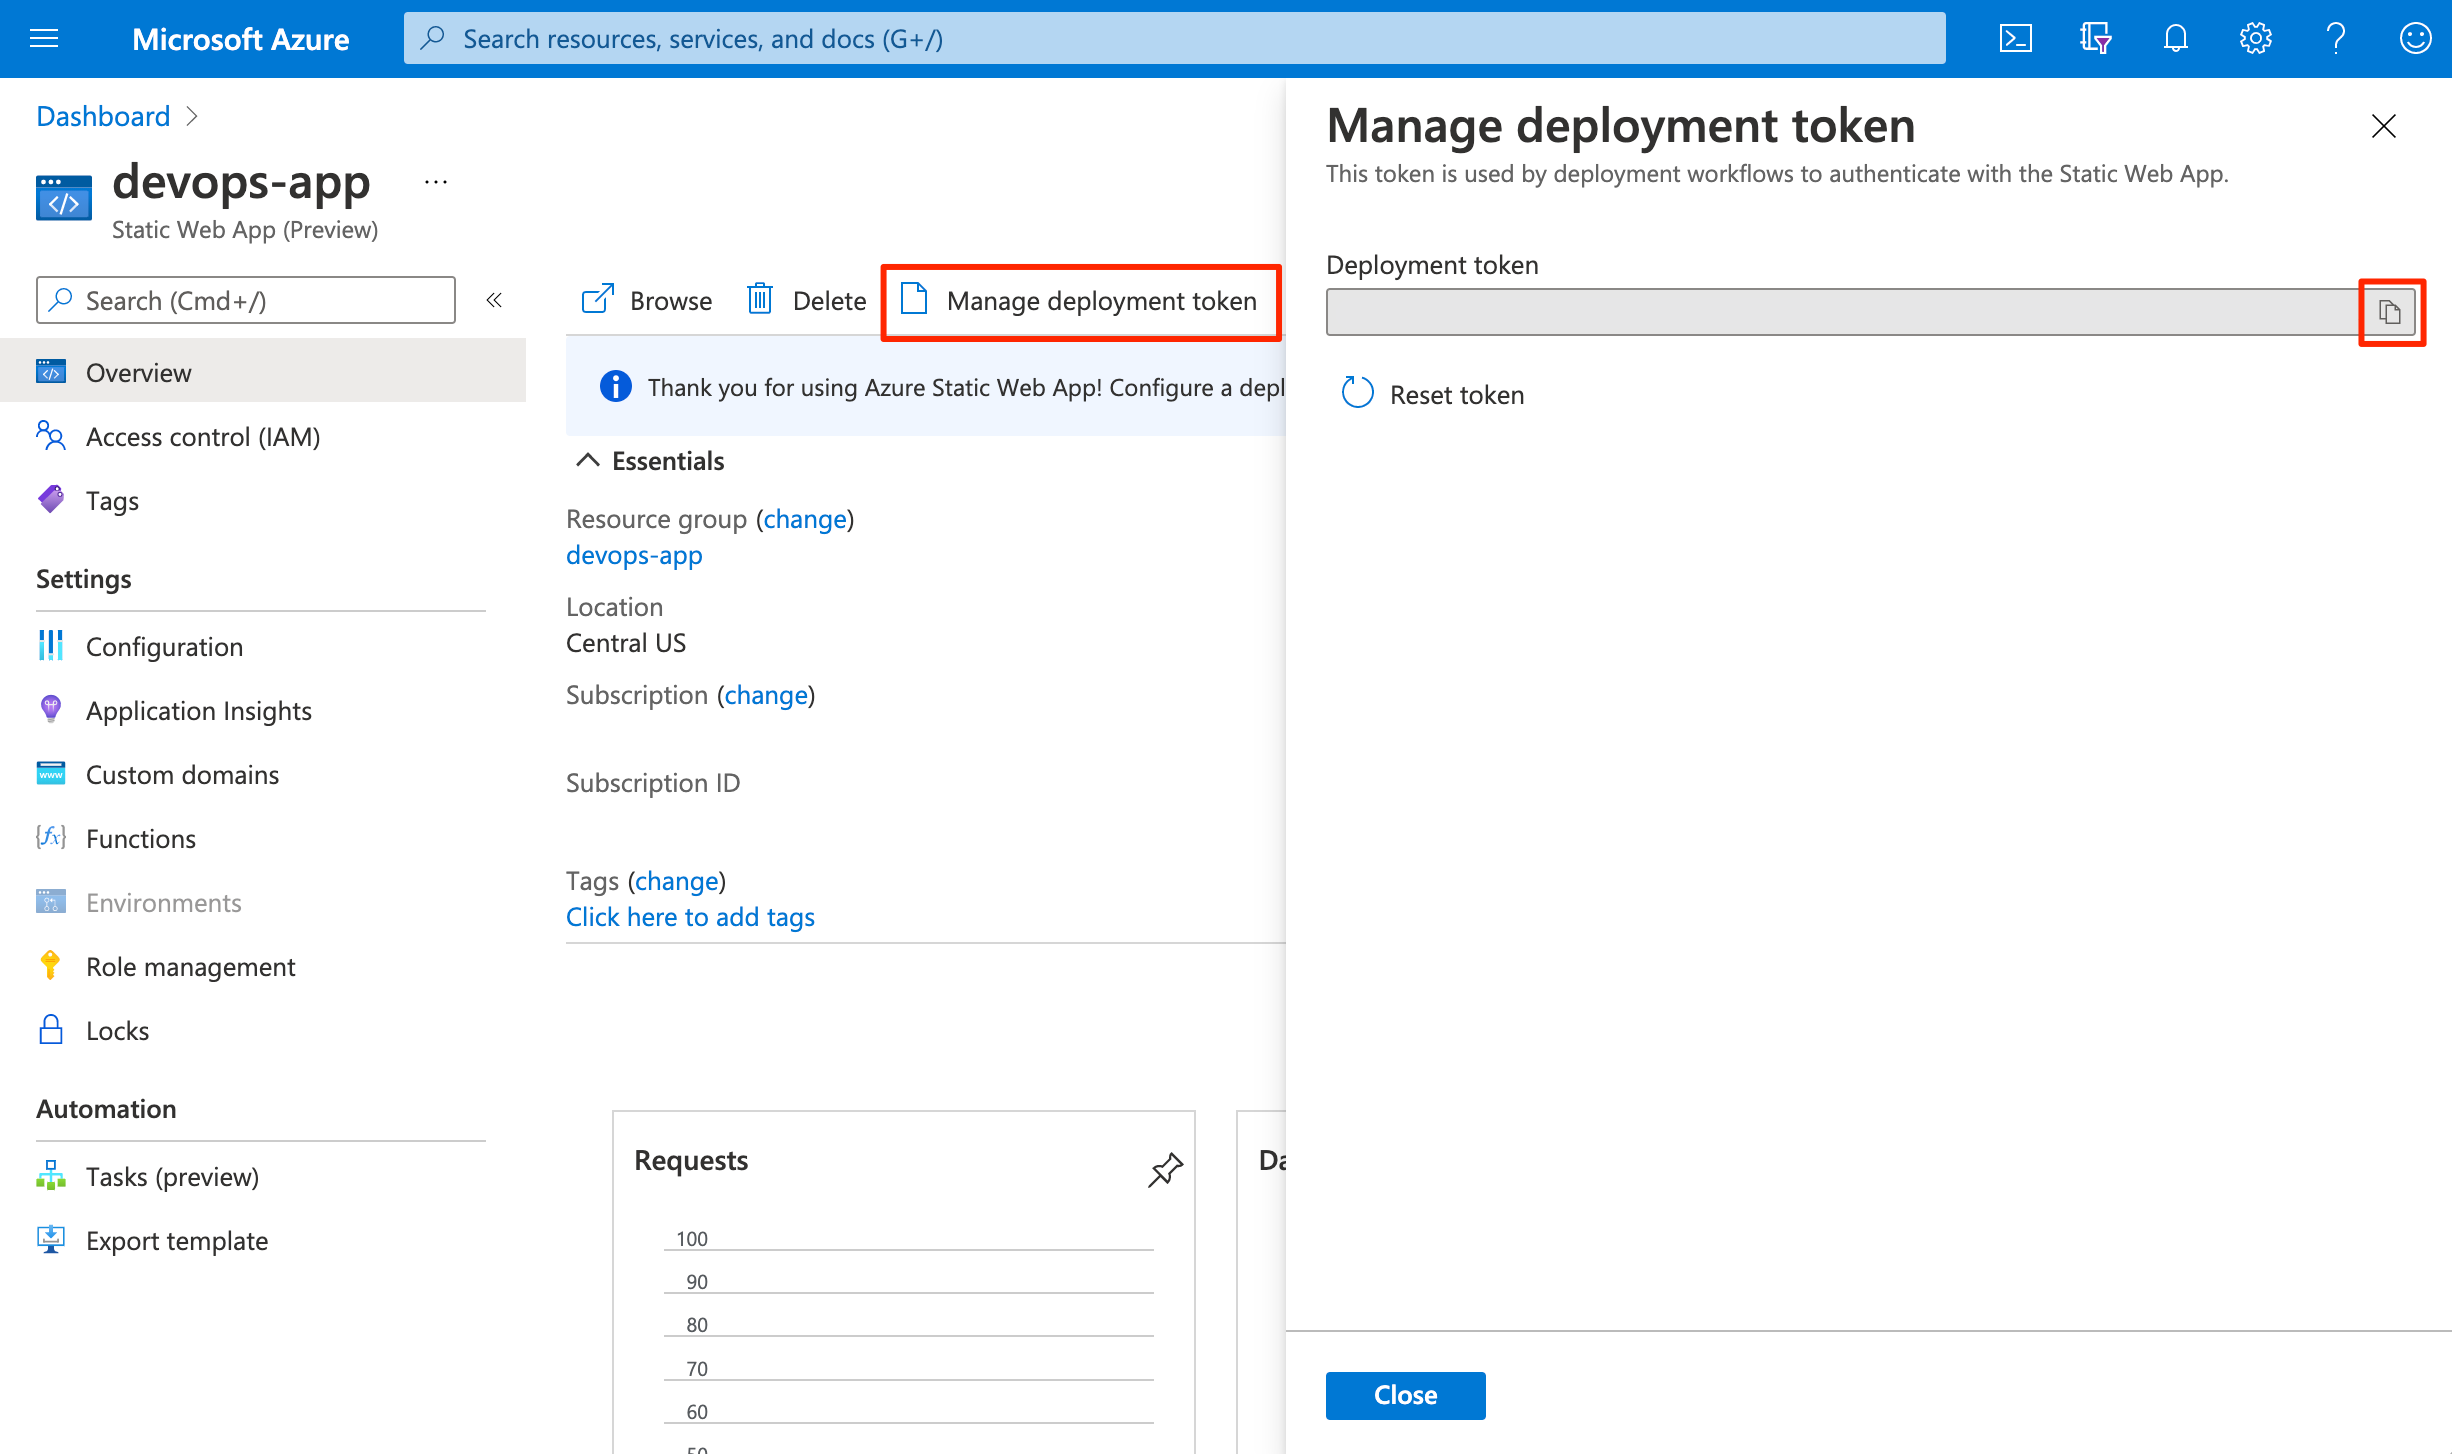 Microsoft Azure
Search resources, services, and docs (G+/)
Dashboard
devops-app
...
Static Web App (Preview)
Search (Cmd+/)
Overview
Access control (IAM)
Tags
Settings
Configuration
Application Insights
Custom domains
Functions
Environments
Role management
Locks
Automation
Tasks (preview)
Export template
Browse
Delete
Manage deployment token
Thank you for using Azure Static Web App! Configure a depl
Essentials
Resource group (change)
devops-app
Location
Central US
Subscription (change)
Subscription ID
Tags (change)
Click here to add tags
Requests
100
90
80
70
60
50
Da
Manage deployment token
This token is used by deployment workflows to authenticate with the Static Web App.
Deployment token
Reset token
Close